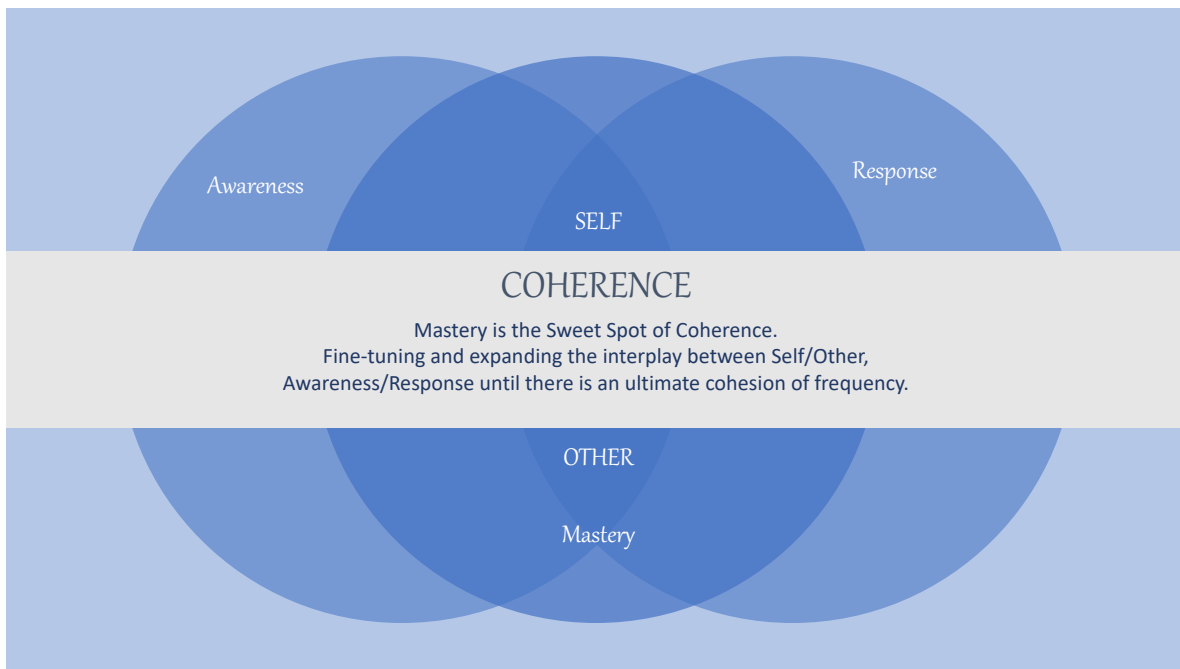 Awareness
Response
SELF
COHERENCE
Mastery is the Sweet Spot of Coherence.
Fine-tuning and expanding the interplay between Self/Other,
Awareness/Response until there is an ultimate cohesion of frequency.
OTHER
Mastery